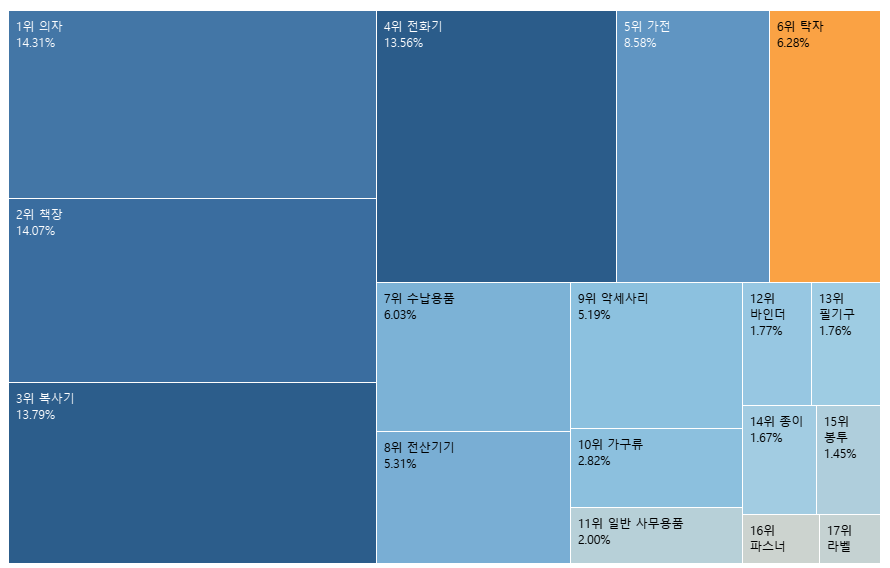 1위 의자
14.31%
2위 책장
14.07%
3위 복사기
13.79%
4위 전화기
13.56%
5위 가전
8.58%
6위 탁자
6.28%
7위 수납용품
6.03%
8위 전산기기
5.31%
9위 악세사리
5.19%
10위 가구류
2.82%
11위 일반 사무용품
2.00%
12위
바인더
1.77%
13위
필기구
1.76%
14위 종이
1.67%
15위
봉투
1.45%
16위
파스너
17위
라벨